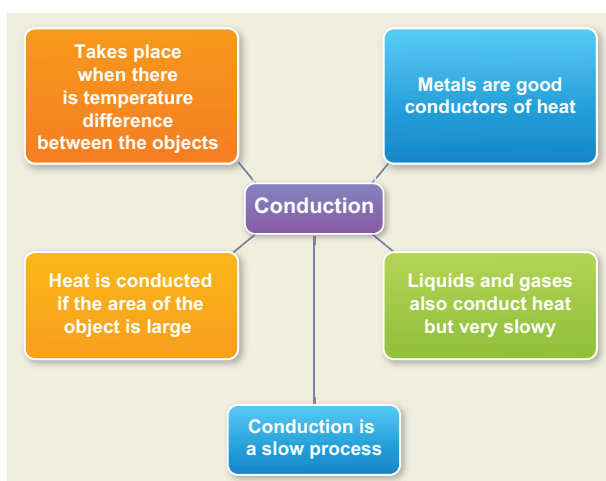 Takes place
when there
is temperature
difference
between the objects
Metals are good
conductors of heat
Conduction
Heat is conducted
if the area of the
object is large
Liquids and gases
also conduct heat
but very slowy
Conduction is
a slow process